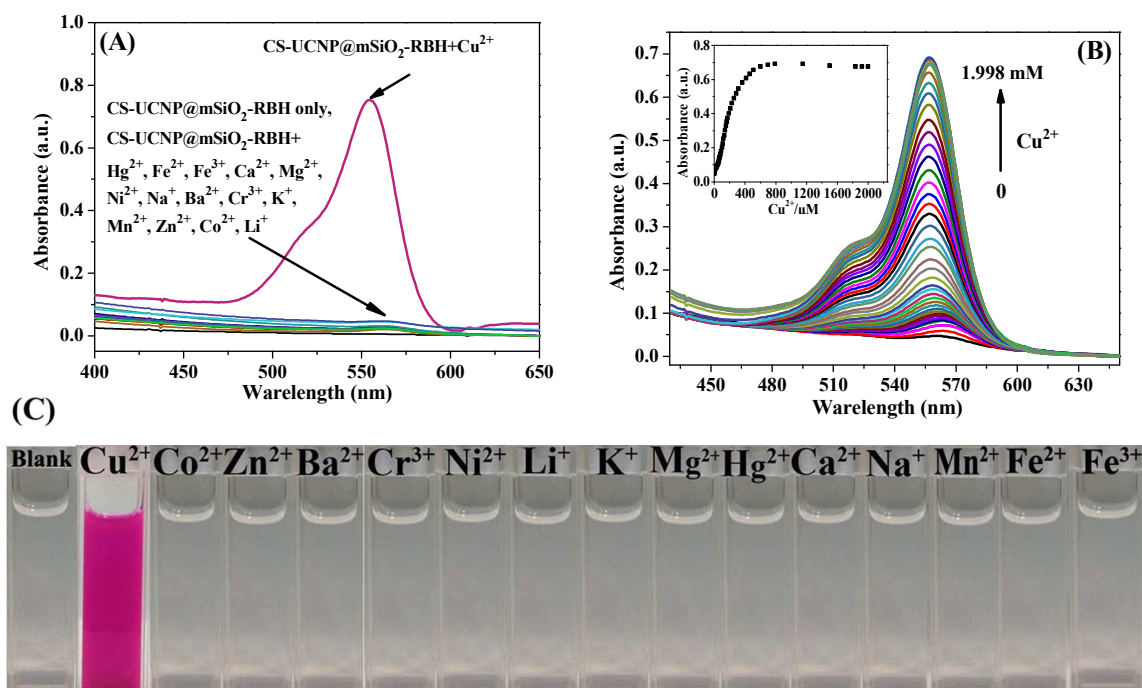 (A)
CS-UCNP@mSiO₂-RBH+Cu²⁺
CS-UCNP@mSiO₂-RBH only,
CS-UCNP@mSiO₂-RBH+
Hg²⁺, Fe²⁺, Fe³⁺, Ca²⁺, Mg²⁺,
Ni²⁺, Na⁺, Ba²⁺, Cr³⁺, K⁺,
Mn²⁺, Zn²⁺, Co²⁺, Li⁺
Absorbance (a.u.)
1.0
0.8
0.6
0.4
0.2
0.0
400 450 500 550 600 650
Wavelength (nm)
(B)
1.998 mM
Cu²⁺
0
Absorbance (a.u.)
0.7
0.6
0.5
0.4
0.3
0.2
0.1
0.0
450 480 510 540 570 600 630
Wavelength (nm)
Absorbance (a.u.)
0.8
0.6
0.4
0.2
0.0
0 400 800 1200 1600 2000
Cu²⁺/uM
(C)
Blank Cu²⁺ Co²⁺ Zn²⁺ Ba²⁺ Cr³⁺ Ni²⁺ Li⁺ K⁺ Mg²⁺ Hg²⁺ Ca²⁺ Na⁺ Mn²⁺ Fe²⁺ Fe³⁺